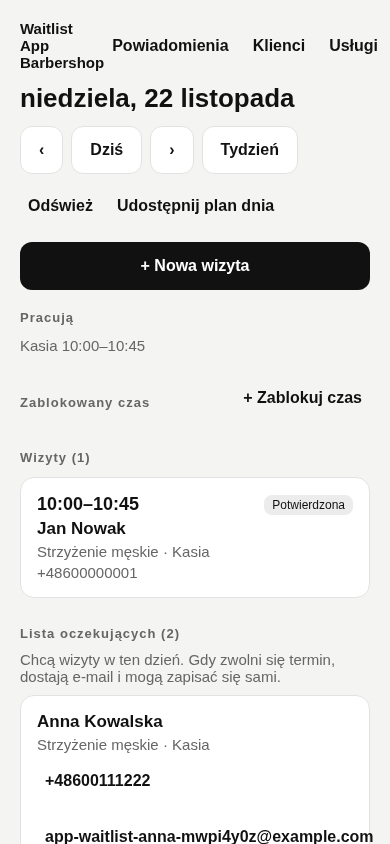 Waitlist App Barbershop
Powiadomienia Klienci Usługi
niedziela, 22 listopada
‹ Dziś › Tydzień
Odśwież Udostępnij plan dnia
+ Nowa wizyta
Pracują
Kasia 10:00–10:45
Zablokowany czas + Zablokuj czas
Wizyty (1)
10:00–10:45 Potwierdzona
Jan Nowak
Strzyżenie męskie · Kasia
+48600000001
Lista oczekujących (2)
Chcą wizyty w ten dzień. Gdy zwolni się termin,
dostają e-mail i mogą zapisać się sami.
Anna Kowalska
Strzyżenie męskie · Kasia
+48600111222
app-waitlist-anna-mwpi4y0z@example.com